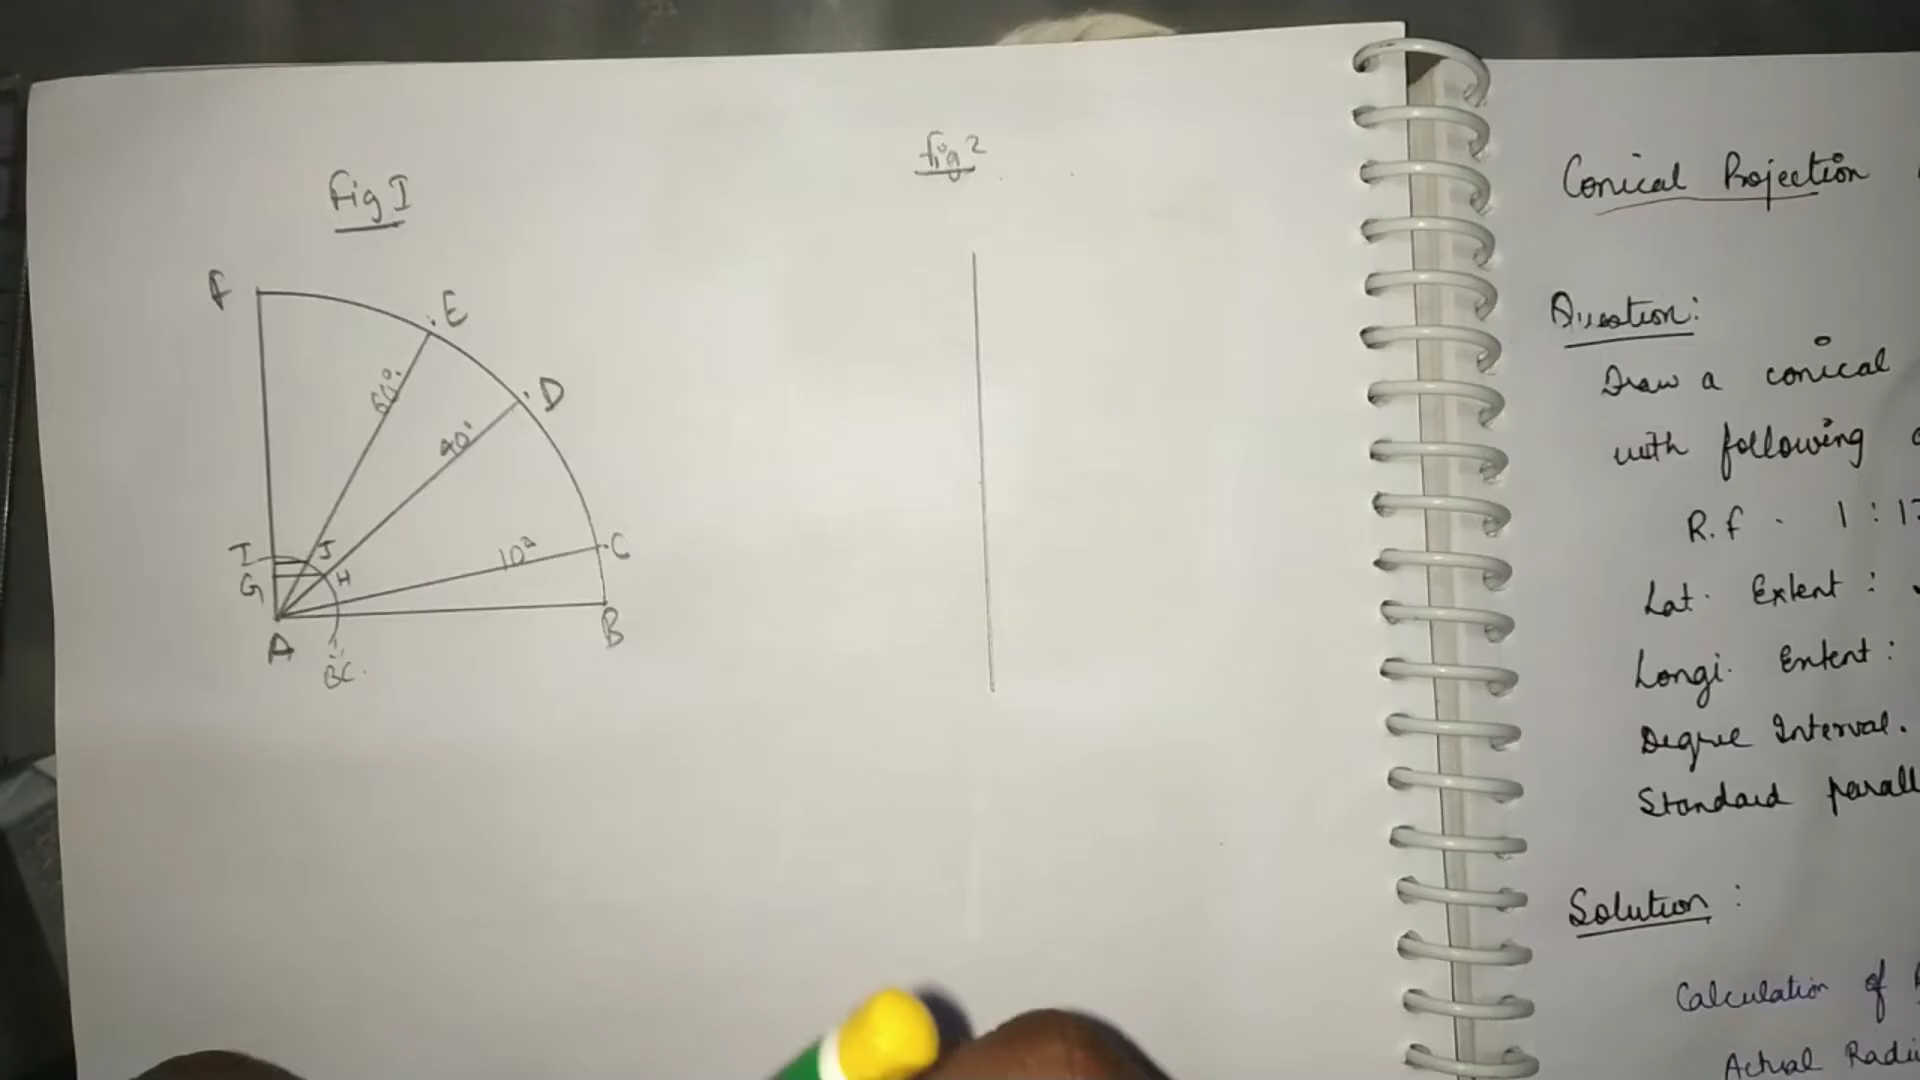 Fig I
F
E
60°
D
40°
10°
C
I
J
G
H
A
B
BC.
fig 2
Conical Projection
Question:
Draw a conical
with following
R.f . 1 : 1
Lat. Extent :
Longi. Extent :
Degree Interval.
Standard parall
Solution :
Calculation of
Actual Radi